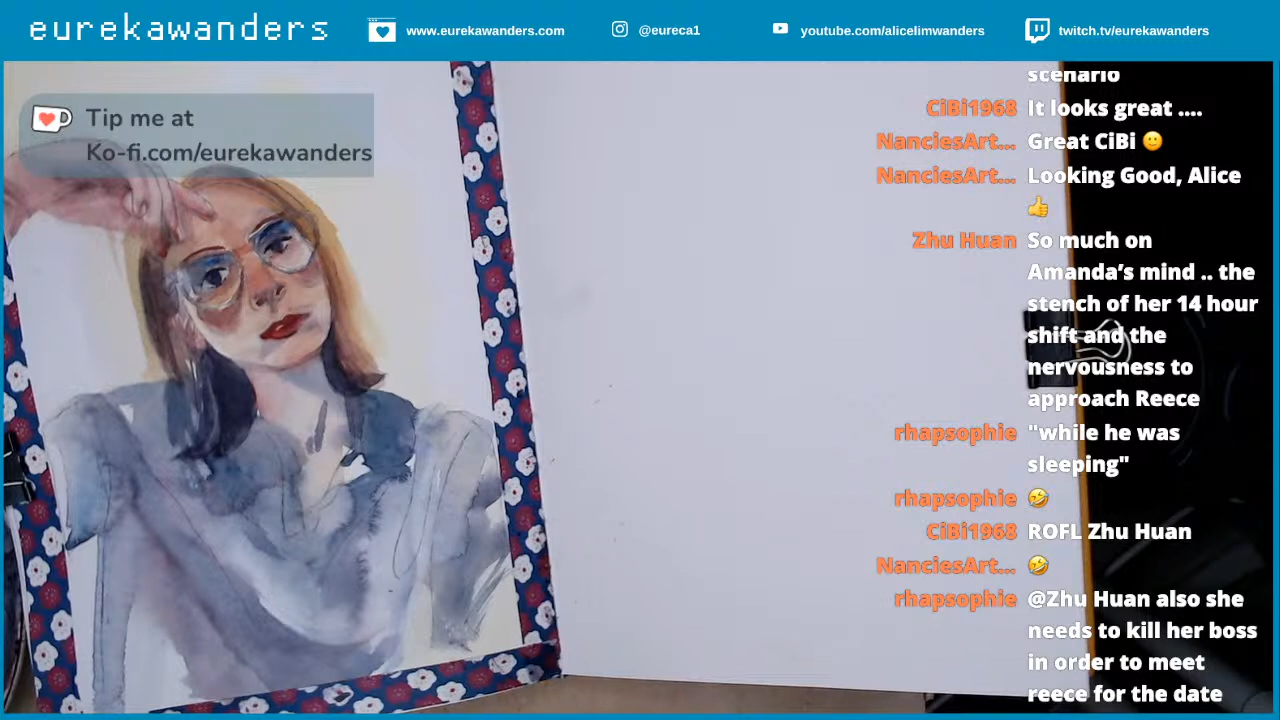 eurekawanders
www.eurekawanders.com
@eureca1
youtube.com/alicelimwanders
twitch.tv/eurekawanders
Tip me at
Ko-fi.com/eurekawanders
scenario
CiBi1968 It looks great ....
NanciesArt... Great CiBi 🙂
NanciesArt... Looking Good, Alice
👍
Zhu Huan So much on
Amanda’s mind .. the
stench of her 14 hour
shift and the
nervousness to
approach Reece
rhapsophie "while he was
sleeping"
rhapsophie 🤣
CiBi1968 ROFL Zhu Huan
NanciesArt... 🤣
rhapsophie @Zhu Huan also she
needs to kill her boss
in order to meet
reece for the date